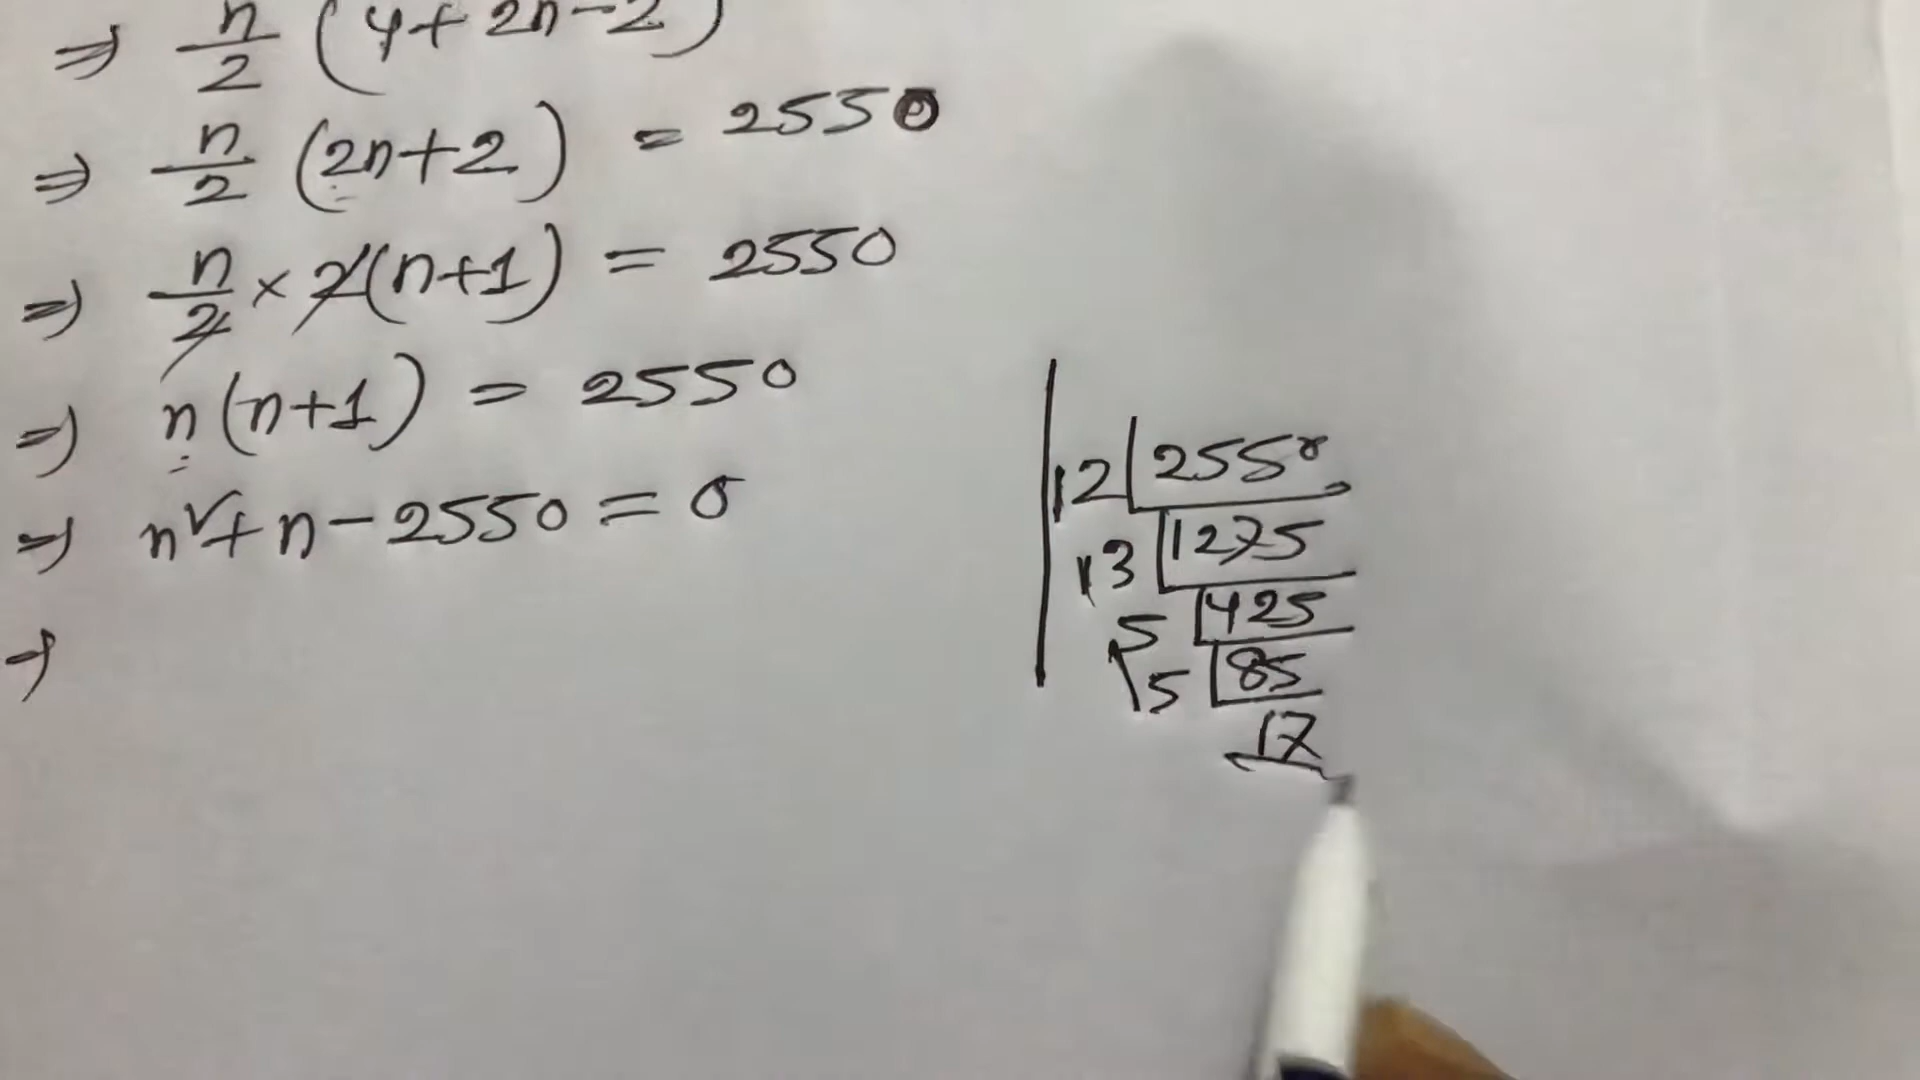 ⇒ n/2 (4+2n-2)
⇒ n/2 (2n+2) = 2550
⇒ n/2 × 2(n+1) = 2550
⇒ n(n+1) = 2550
⇒ n²+n-2550=0
⇒
2 | 2550
3 | 1275
5 | 425
5 | 85
17